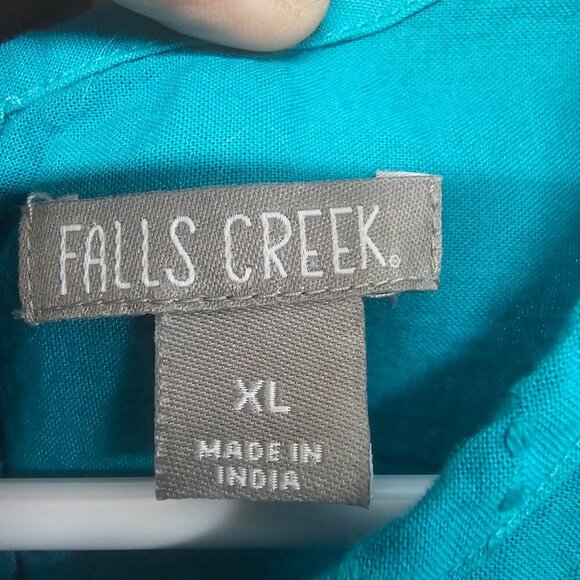 FALLS CREEK®
XL
MADE IN
INDIA